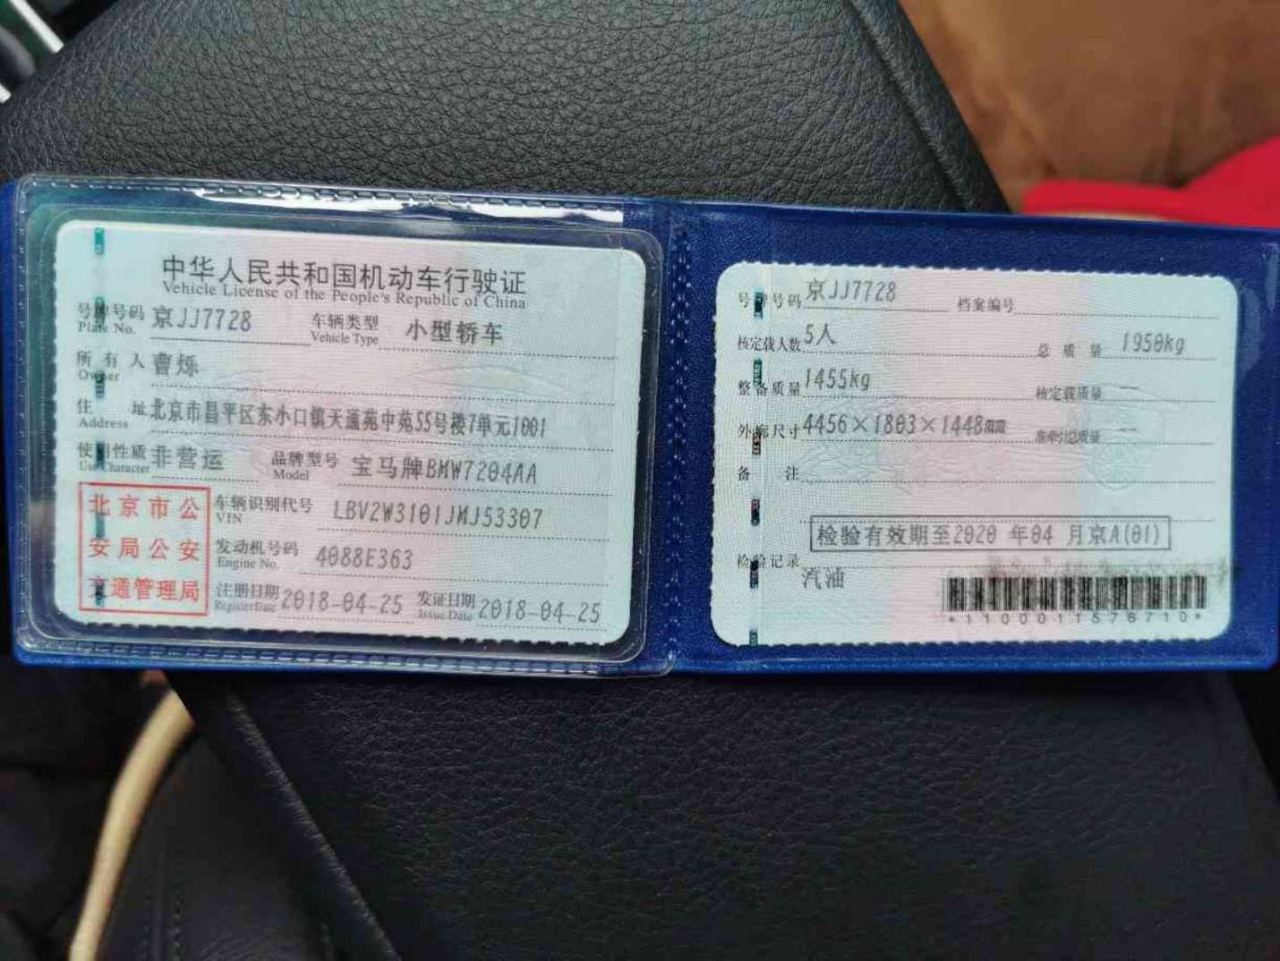 中华人民共和国机动车行驶证
Vehicle License of the People's Republic of China
号牌号码 京JJ7728 车辆类型 小型轿车
Plate No. Vehicle Type
所有人 曹烁
Owner
住址 北京市昌平区东小口镇天通苑中苑55号楼7单元1001
Address
使用性质 非营运 品牌型号 宝马牌BMW7204AA
Use Character Model
北京市公
安局公安
交通管理局
车辆识别代号 LBV2W3101JMJ53307
VIN
发动机号码 4088E363
Engine No.
注册日期 2018-04-25 发证日期 2018-04-25
Register Date Issue Date
号牌号码 京JJ7728 档案编号
核定载人数 5人 总质量 1950kg
整备质量 1455kg 核定载质量 --
外廓尺寸 4456×1803×1448mm 准牵引总质量 --
备注
检验有效期至2020 年04 月京A(01)
检验记录
汽油
*1100011576710*